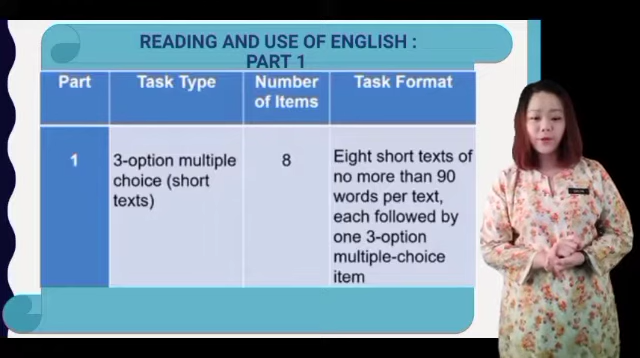 READING AND USE OF ENGLISH :
PART 1
Part
Task Type
Number
of Items
Task Format
1
3-option multiple
choice (short
texts)
8
Eight short texts of
no more than 90
words per text,
each followed by
one 3-option
multiple-choice
item